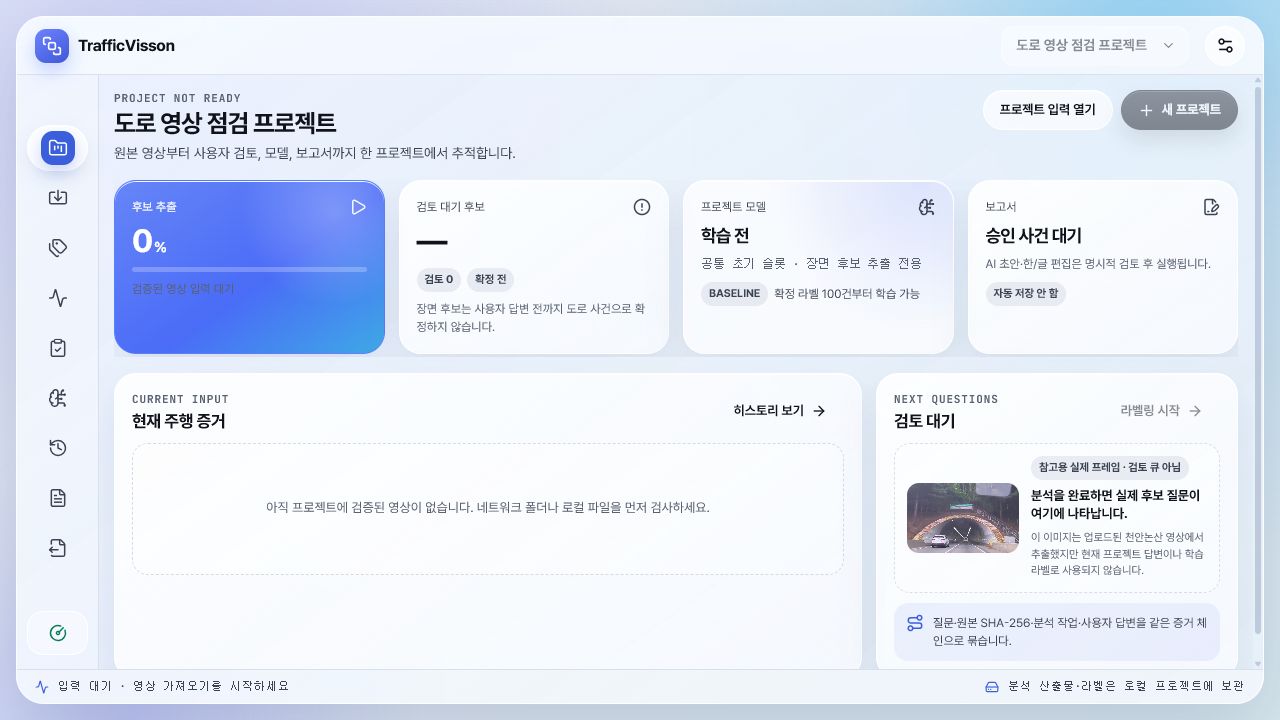 TrafficVisson
도로 영상 점검 프로젝트
PROJECT NOT READY
도로 영상 점검 프로젝트
원본 영상부터 사용자 검토, 모델, 보고서까지 한 프로젝트에서 추적합니다.
프로젝트 입력 열기
새 프로젝트
후보 추출
0%
검증된 영상 입력 대기
검토 대기 후보
—
검토 0 확정 전
장면 후보는 사용자 답변 전까지 도로 사건으로 확
정하지 않습니다.
프로젝트 모델
학습 전
공통 초기 슬롯 · 장면 후보 추출 전용
BASELINE 확정 라벨 100건부터 학습 가능
보고서
승인 사건 대기
AI 초안·한/글 편집은 명시적 검토 후 실행됩니다.
자동 저장 안 함
CURRENT INPUT
현재 주행 증거
히스토리 보기
아직 프로젝트에 검증된 영상이 없습니다. 네트워크 폴더나 로컬 파일을 먼저 검사하세요.
NEXT QUESTIONS
검토 대기
라벨링 시작
참고용 실제 프레임 · 검토 큐 아님
분석을 완료하면 실제 후보 질문이
여기에 나타납니다.
이 이미지는 업로드된 천안논산 영상에서
추출했지만 현재 프로젝트 답변이나 학습
라벨로 사용되지 않습니다.
질문·원본 SHA-256·분석 작업·사용자 답변을 같은 증거 체
인으로 묶습니다.
입력 대기 · 영상 가져오기를 시작하세요
분석 산출물·라벨은 로컬 프로젝트에 보관